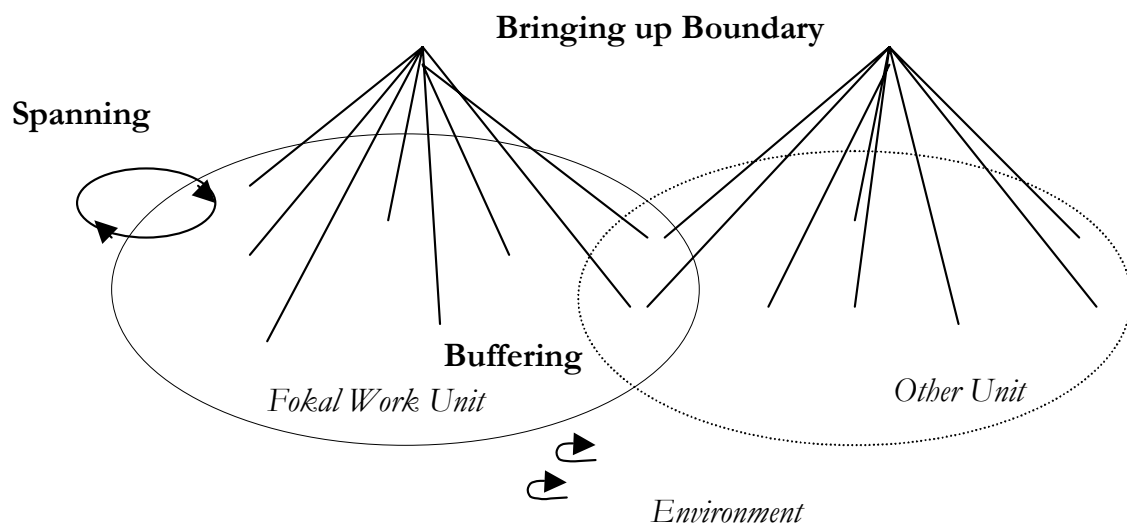 Bringing up Boundary
Spanning
Buffering
Fokal Work Unit
Other Unit
Environment